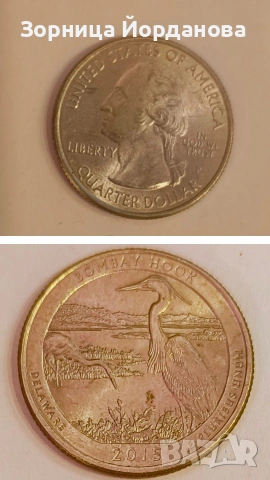 Зорница Йорданова
UNITED STATES OF AMERICA
LIBERTY
IN
GOD WE
TRUST
QUARTER DOLLAR
BOMBAY HOOK
DELAWARE
2015
E PLURIBUS UNUM
bazar